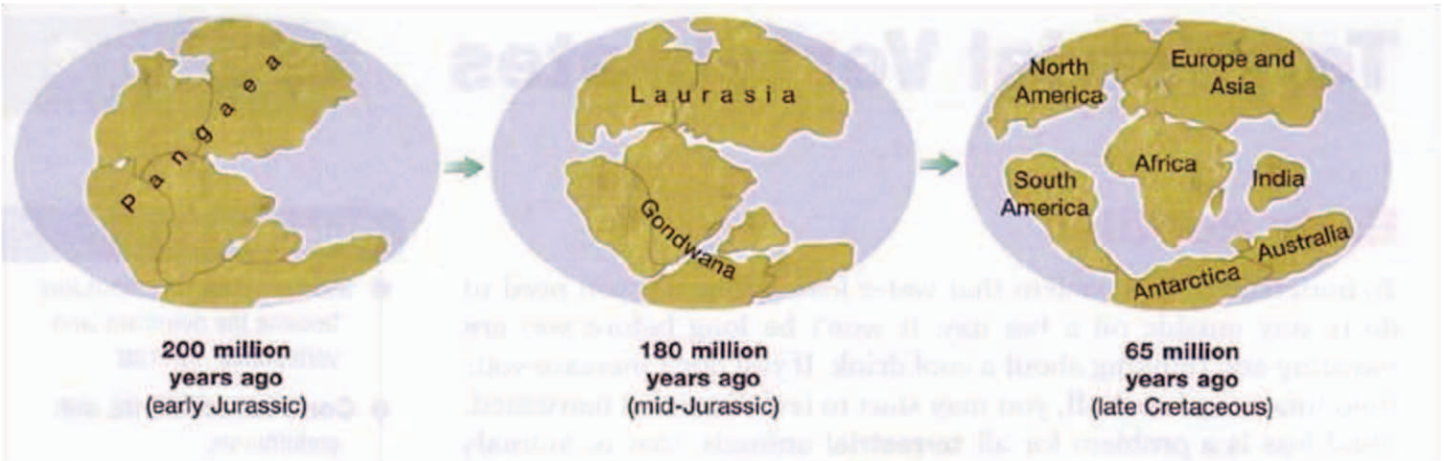 Pangaea
Laurasia
Gondwana
North
America
Europe and
Asia
Africa
India
South
America
Australia
Antarctica
200 million
years ago
(early Jurassic)
180 million
years ago
(mid-Jurassic)
65 million
years ago
(late Cretaceous)